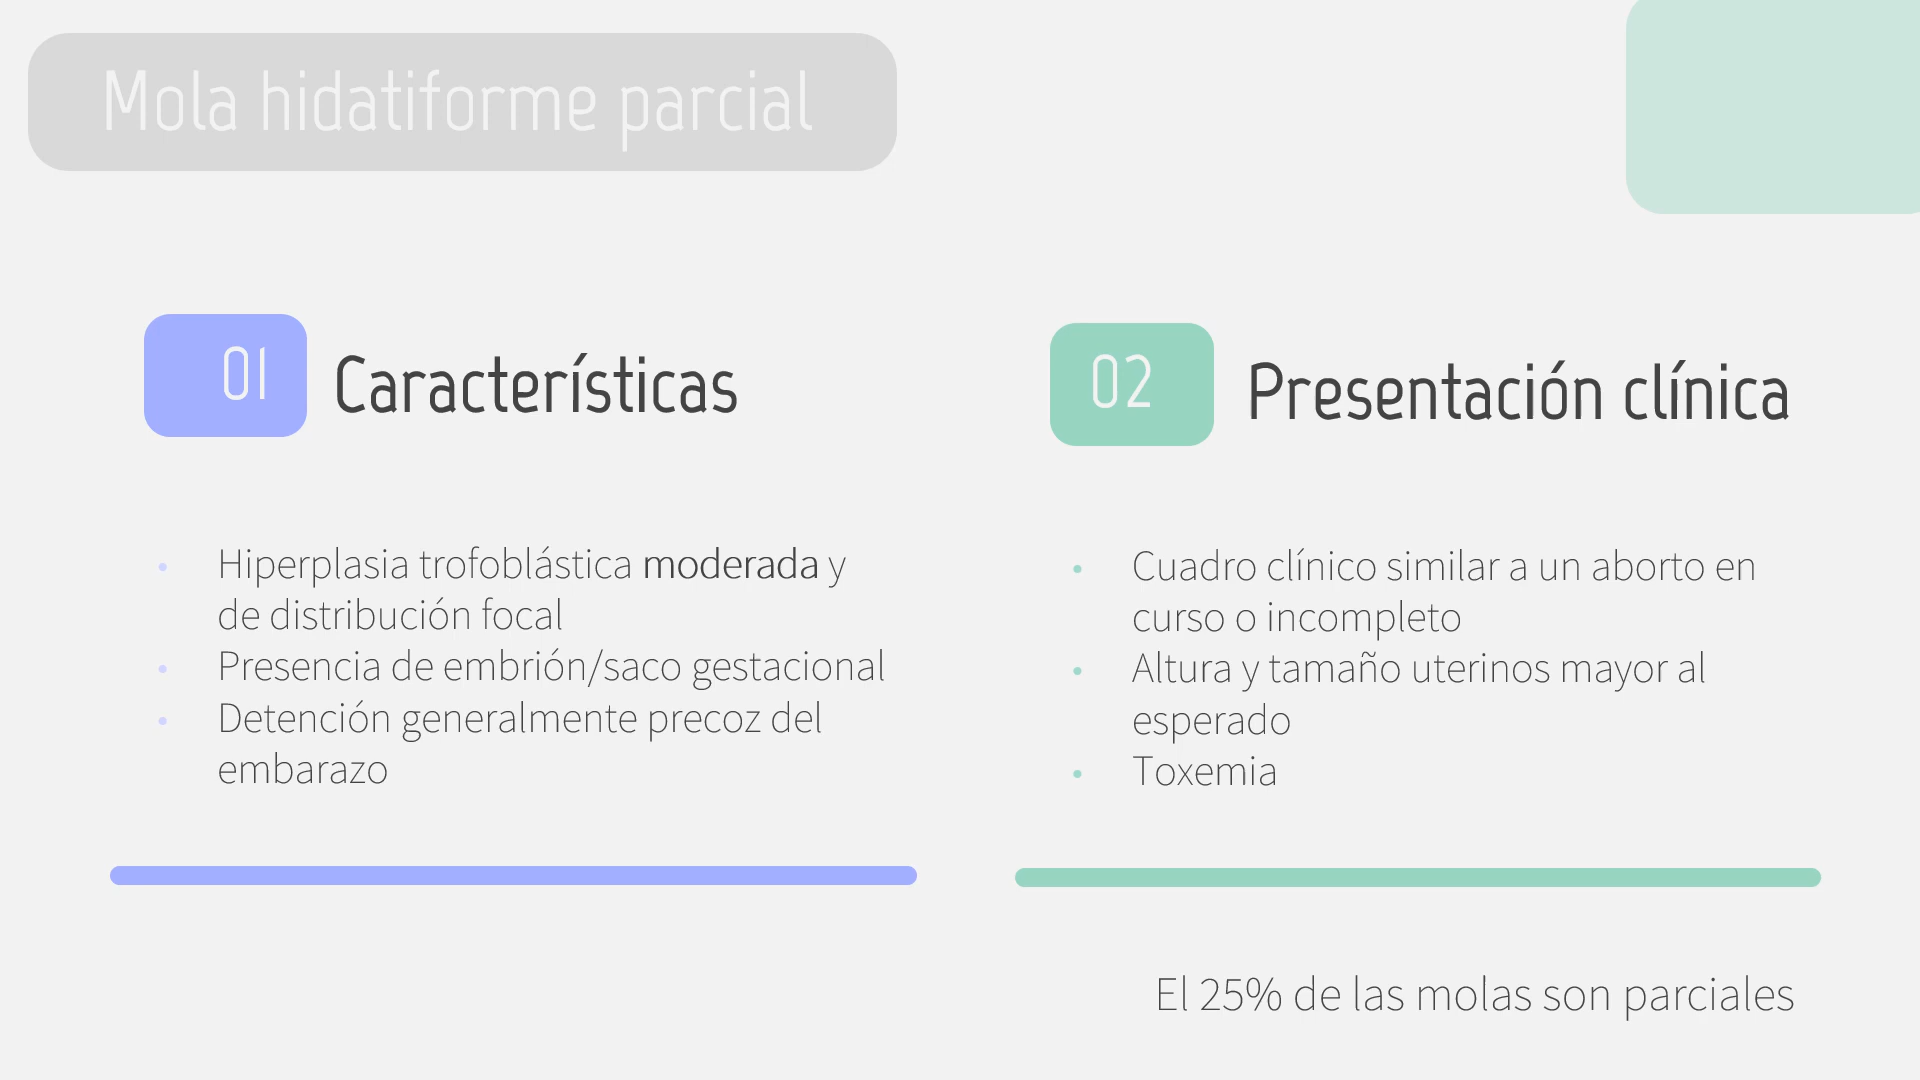 Mola hidatiforme parcial
01
Características
• Hiperplasia trofoblástica moderada y
de distribución focal
• Presencia de embrión/saco gestacional
• Detención generalmente precoz del
embarazo
02
Presentación clínica
• Cuadro clínico similar a un aborto en
curso o incompleto
• Altura y tamaño uterinos mayor al
esperado
• Toxemia
El 25% de las molas son parciales